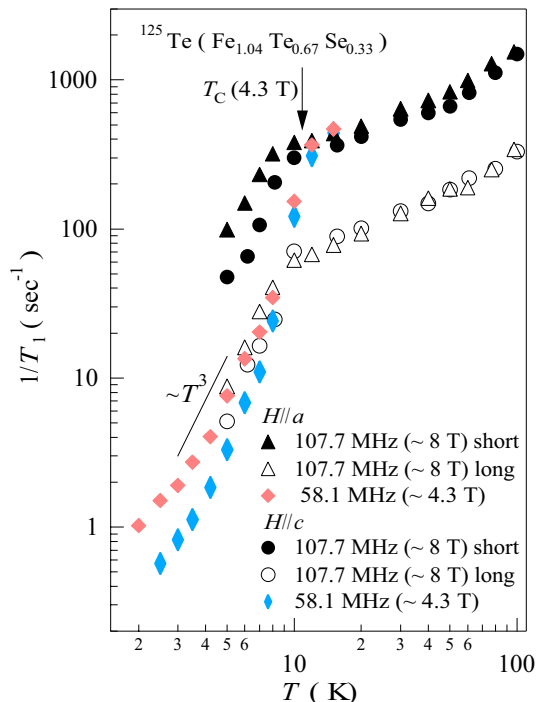 ¹²⁵Te ( Fe₁.₀₄ Te₀.₆₇ Se₀.₃₃)
T_C (4.3 T)
1000
100
10
1
1/T₁ ( sec⁻¹ )
~T³
H//a
107.7 MHz (~ 8 T) short
107.7 MHz (~ 8 T) long
58.1 MHz (~ 4.3 T)
H//c
107.7 MHz (~ 8 T) short
107.7 MHz (~ 8 T) long
58.1 MHz (~ 4.3 T)
2 3 4 5 6 10 2 3 4 5 6 100
T ( K)